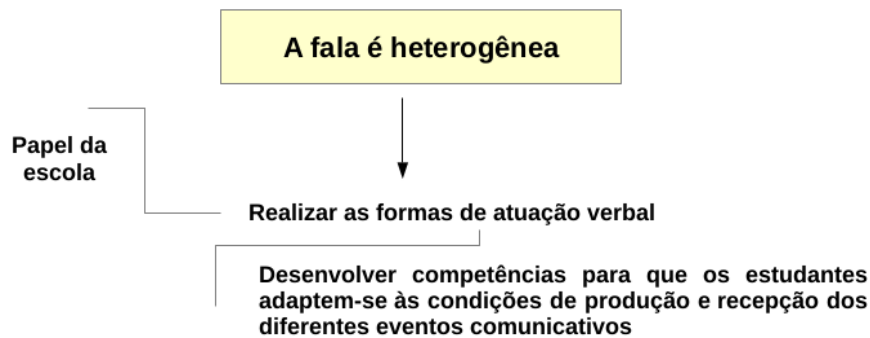 A fala é heterogênea
Papel da
escola
Realizar as formas de atuação verbal
Desenvolver competências para que os estudantes
adaptem-se às condições de produção e recepção dos
diferentes eventos comunicativos